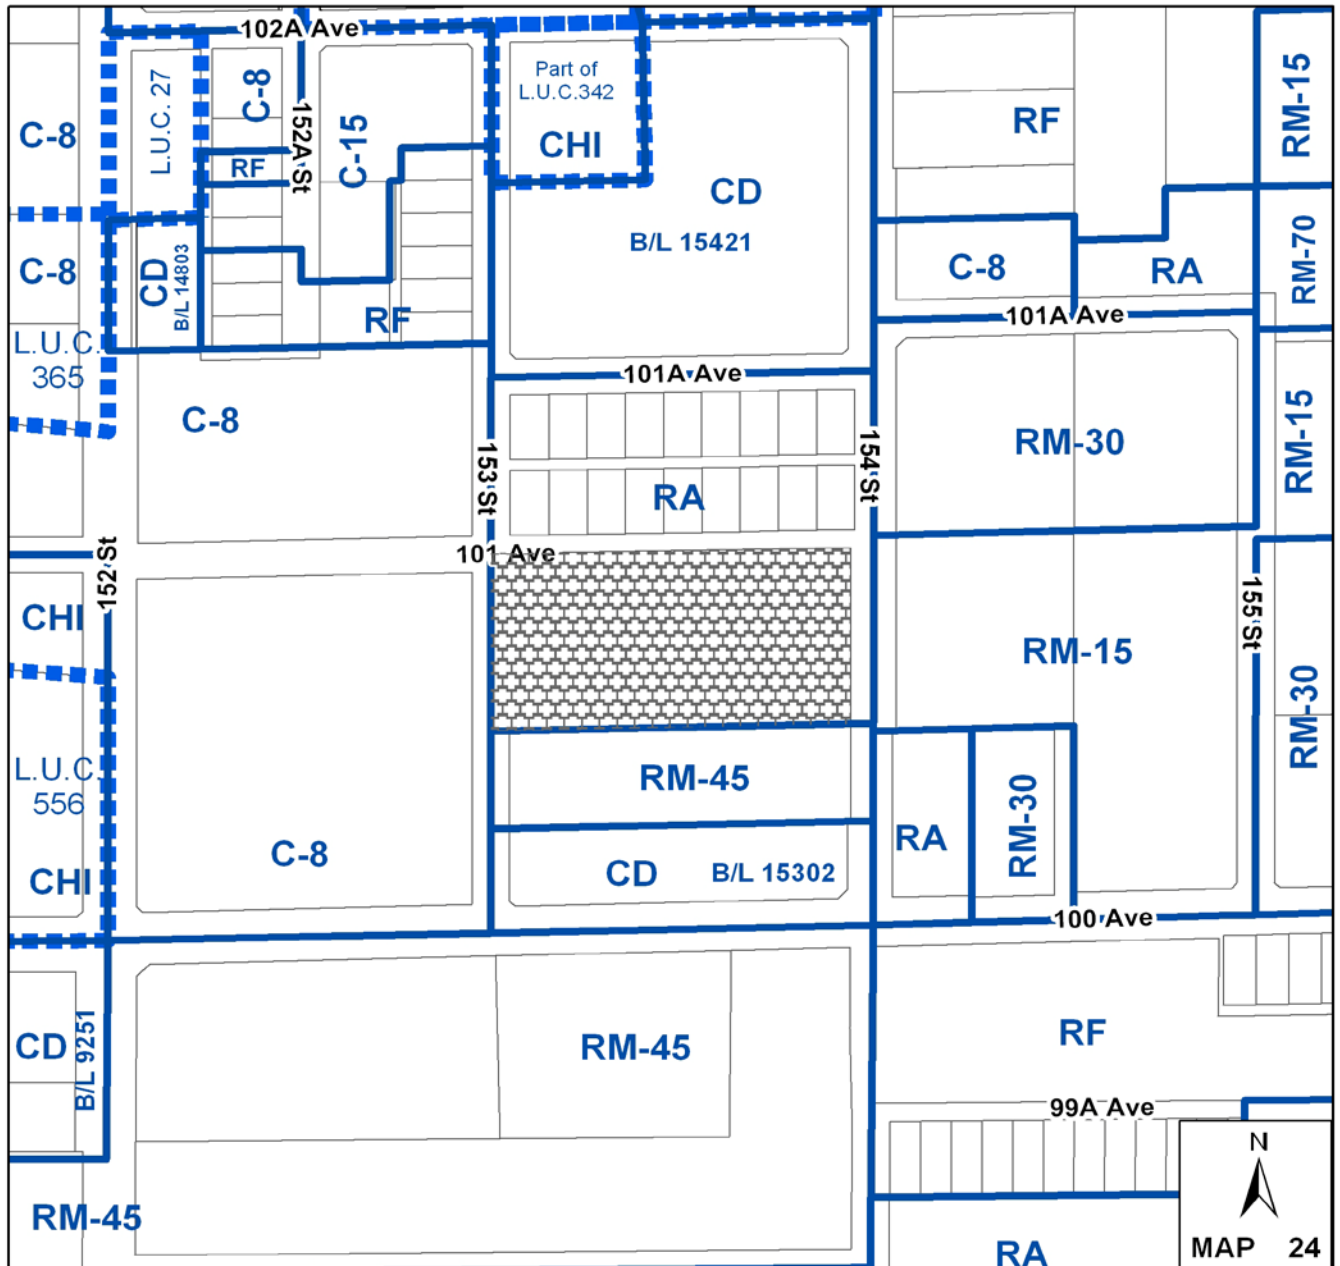 102A Ave
C-8
L.U.C. 27
C-8
152A St
C-15
RF
Part of
L.U.C.342
CHI
CD
B/L 15421
RF
RM-15
C-8
CD
B/L 14803
RF
C-8
RA
RM-70
101A Ave
L.U.C.
365
C-8
101A Ave
153 St
RA
154 St
RM-30
RM-15
152 St
101 Ave
CHI
RM-15
155 St
RM-30
L.U.C.
556
CHI
C-8
RM-45
CD
B/L 15302
RA
RM-30
100 Ave
CD
B/L 9251
RM-45
RF
99A Ave
RM-45
RA
N
MAP 24